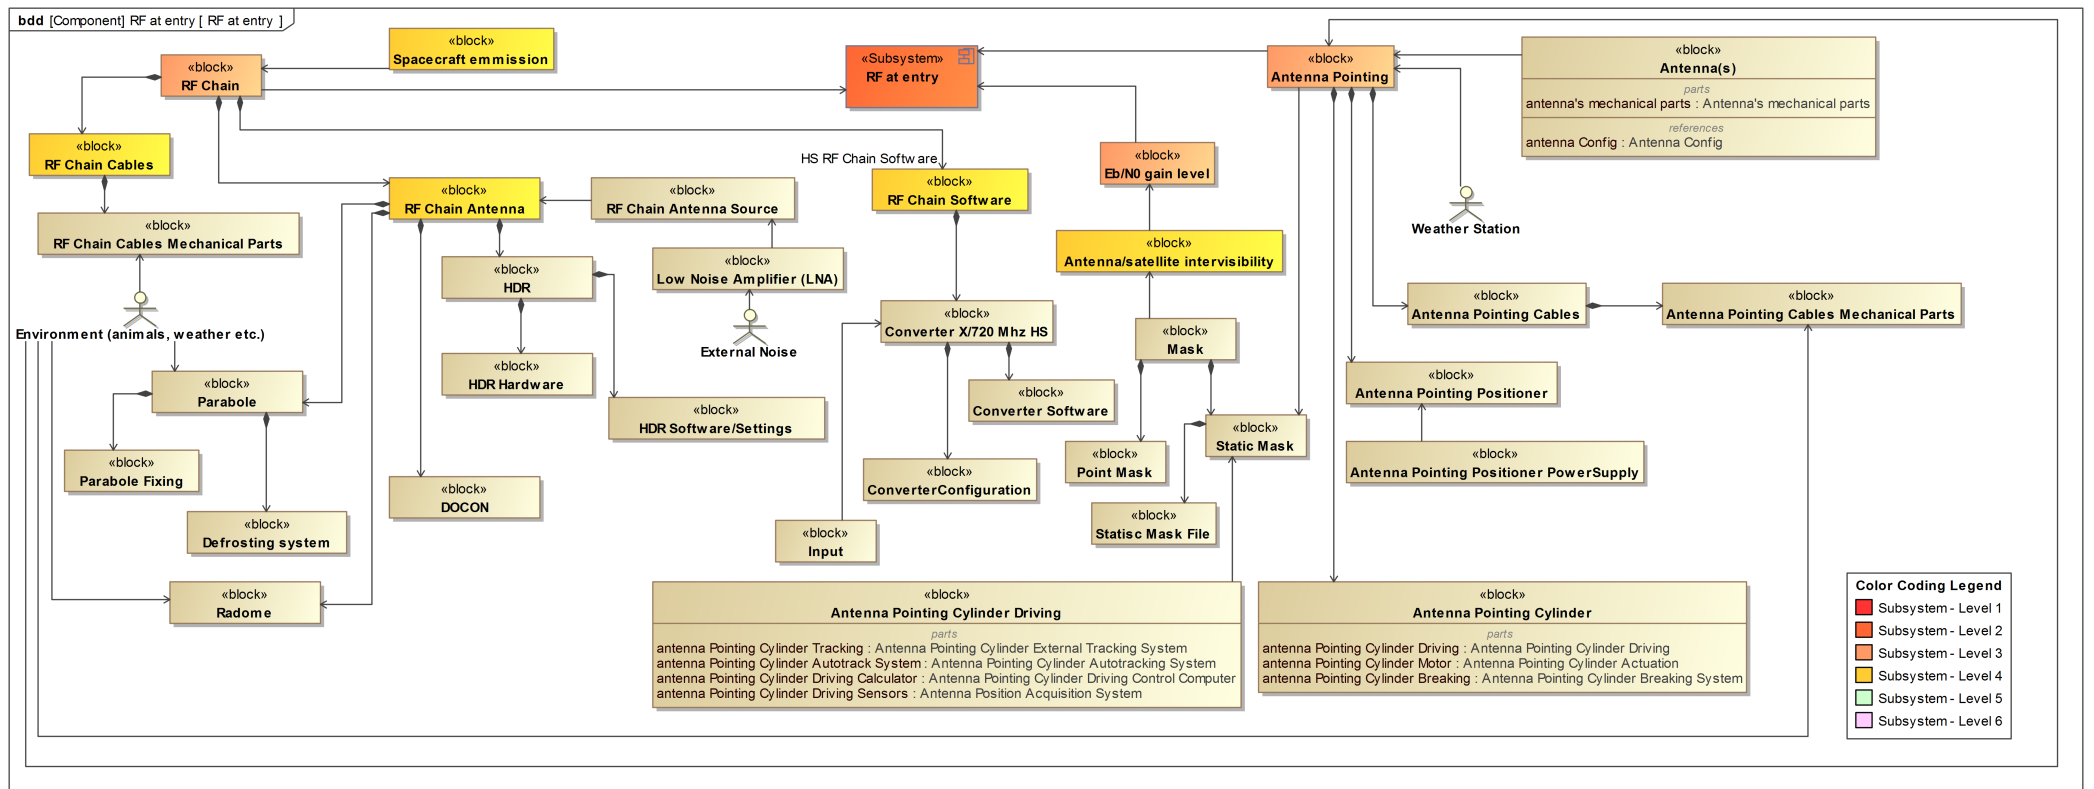 bdd [Component] RF at entry [ RF at entry ]
«block»
Spacecraft emmission
«block»
RF Chain
«Subsystem»
RF at entry
«block»
Antenna Pointing
«block»
Antenna(s)
parts
antenna's mechanical parts : Antenna's mechanical parts
references
antenna Config : Antenna Config
«block»
RF Chain Cables
HS RF Chain Software
«block»
Eb/N0 gain level
«block»
RF Chain Antenna
«block»
RF Chain Antenna Source
«block»
RF Chain Software
Weather Station
«block»
RF Chain Cables Mechanical Parts
«block»
Antenna/satellite intervisibility
«block»
HDR
«block»
Low Noise Amplifier (LNA)
«block»
Converter X/720 Mhz HS
«block»
Antenna Pointing Cables
«block»
Antenna Pointing Cables Mechanical Parts
Environment (animals, weather etc.)
External Noise
«block»
Mask
«block»
Parabole
«block»
HDR Hardware
«block»
Converter Software
«block»
Antenna Pointing Positioner
«block»
HDR Software/Settings
«block»
Static Mask
«block»
Parabole Fixing
«block»
ConverterConfiguration
«block»
Point Mask
«block»
Antenna Pointing Positioner PowerSupply
«block»
DOCON
«block»
Statisc Mask File
«block»
Defrosting system
«block»
Input
«block»
Radome
«block»
Antenna Pointing Cylinder Driving
parts
antenna Pointing Cylinder Tracking : Antenna Pointing Cylinder External Tracking System
antenna Pointing Cylinder Autotrack System : Antenna Pointing Cylinder Autotracking System
antenna Pointing Cylinder Driving Calculator : Antenna Pointing Cylinder Driving Control Computer
antenna Pointing Cylinder Driving Sensors : Antenna Position Acquisition System
«block»
Antenna Pointing Cylinder
parts
antenna Pointing Cylinder Driving : Antenna Pointing Cylinder Driving
antenna Pointing Cylinder Motor : Antenna Pointing Cylinder Actuation
antenna Pointing Cylinder Breaking : Antenna Pointing Cylinder Breaking System
Color Coding Legend
Subsystem - Level 1
Subsystem - Level 2
Subsystem - Level 3
Subsystem - Level 4
Subsystem - Level 5
Subsystem - Level 6